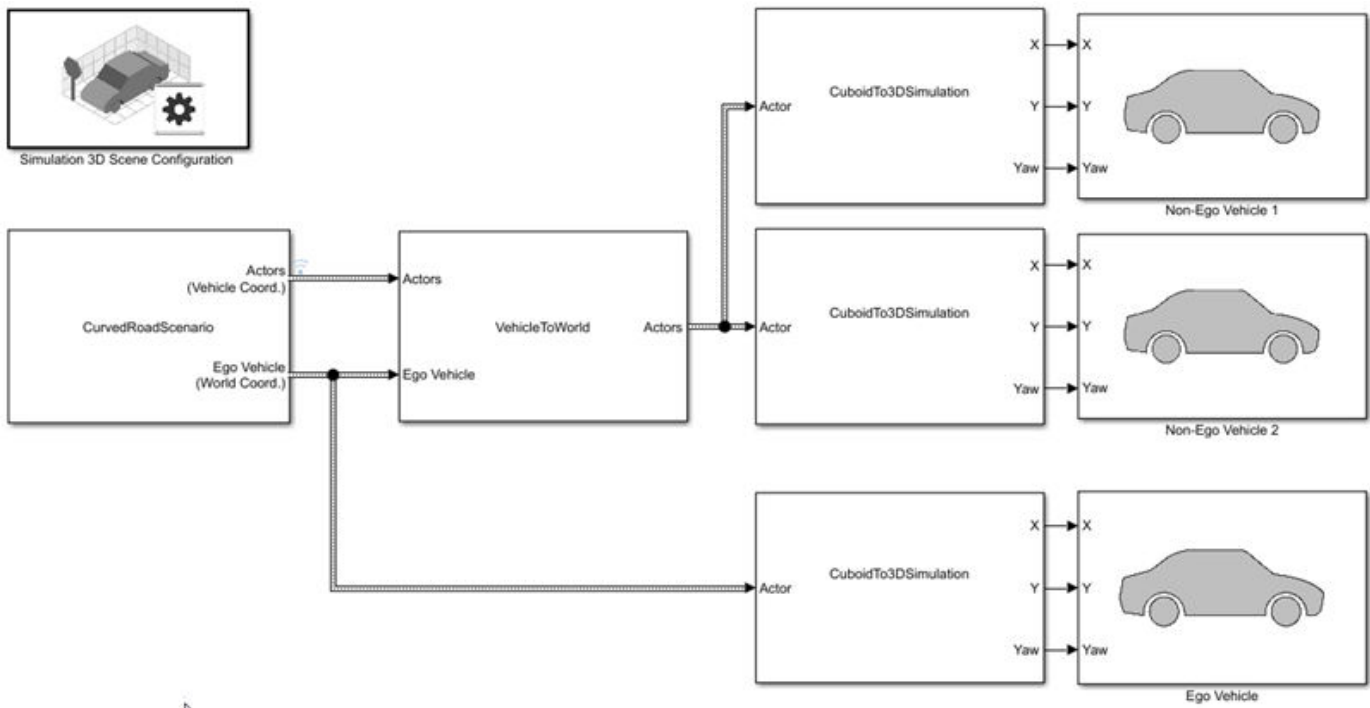 Simulation 3D Scene Configuration
CurvedRoadScenario
Actors
(Vehicle Coord.)
Ego Vehicle
(World Coord.)
Actors
Ego Vehicle
VehicleToWorld
Actors
Actor
CuboidTo3DSimulation
X
Y
Yaw
X
Y
Yaw
Non-Ego Vehicle 1
Actor
CuboidTo3DSimulation
X
Y
Yaw
X
Y
Yaw
Non-Ego Vehicle 2
Actor
CuboidTo3DSimulation
X
Y
Yaw
X
Y
Yaw
Ego Vehicle